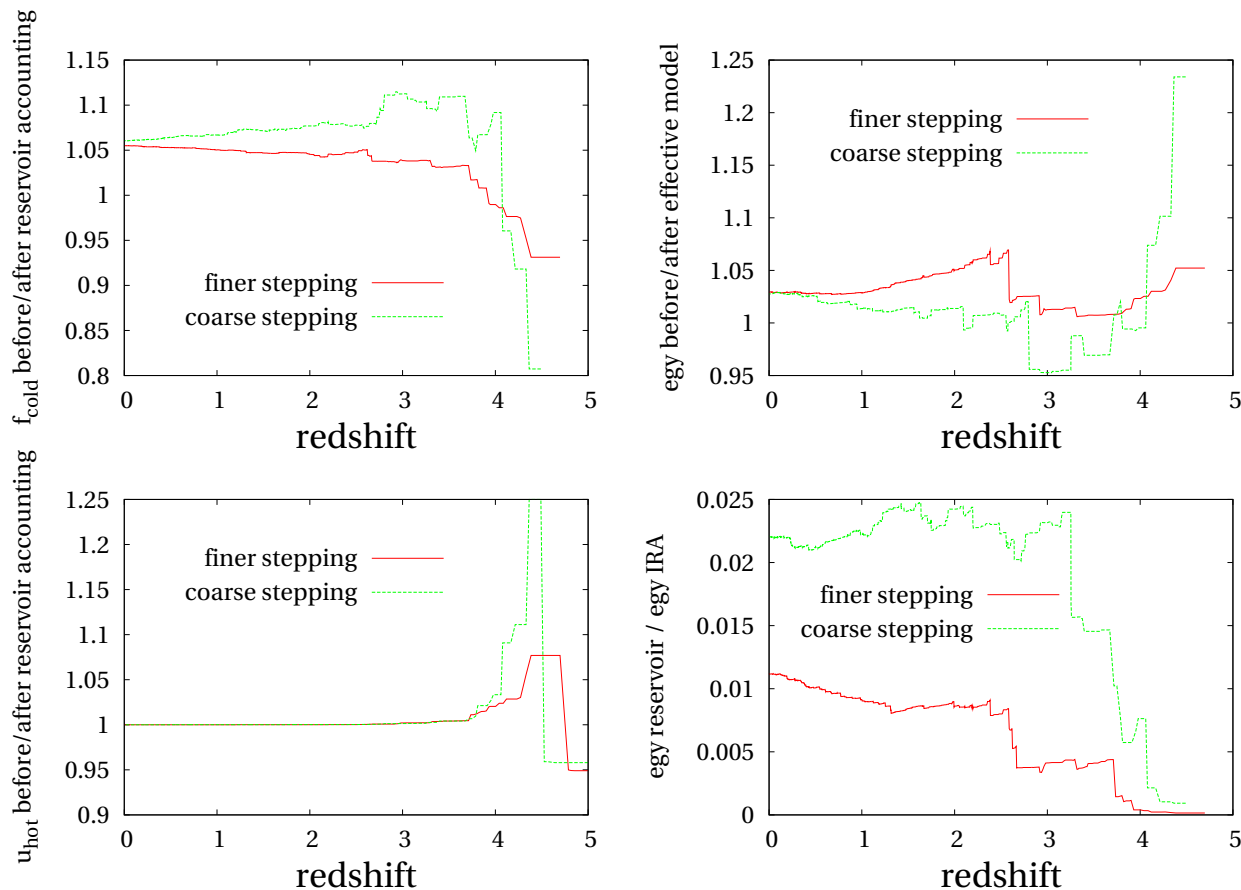 f_cold before/after reservoir accounting
1.15
1.1
1.05
1
0.95
0.9
0.85
0.8
finer stepping
coarse stepping
0 1 2 3 4 5
redshift
egy before/after effective model
1.25
1.2
1.15
1.1
1.05
1
0.95
finer stepping
coarse stepping
0 1 2 3 4 5
redshift
u_hot before/after reservoir accounting
1.25
1.2
1.15
1.1
1.05
1
0.95
0.9
finer stepping
coarse stepping
0 1 2 3 4 5
redshift
egy reservoir / egy IRA
0.025
0.02
0.015
0.01
0.005
0
finer stepping
coarse stepping
0 1 2 3 4 5
redshift